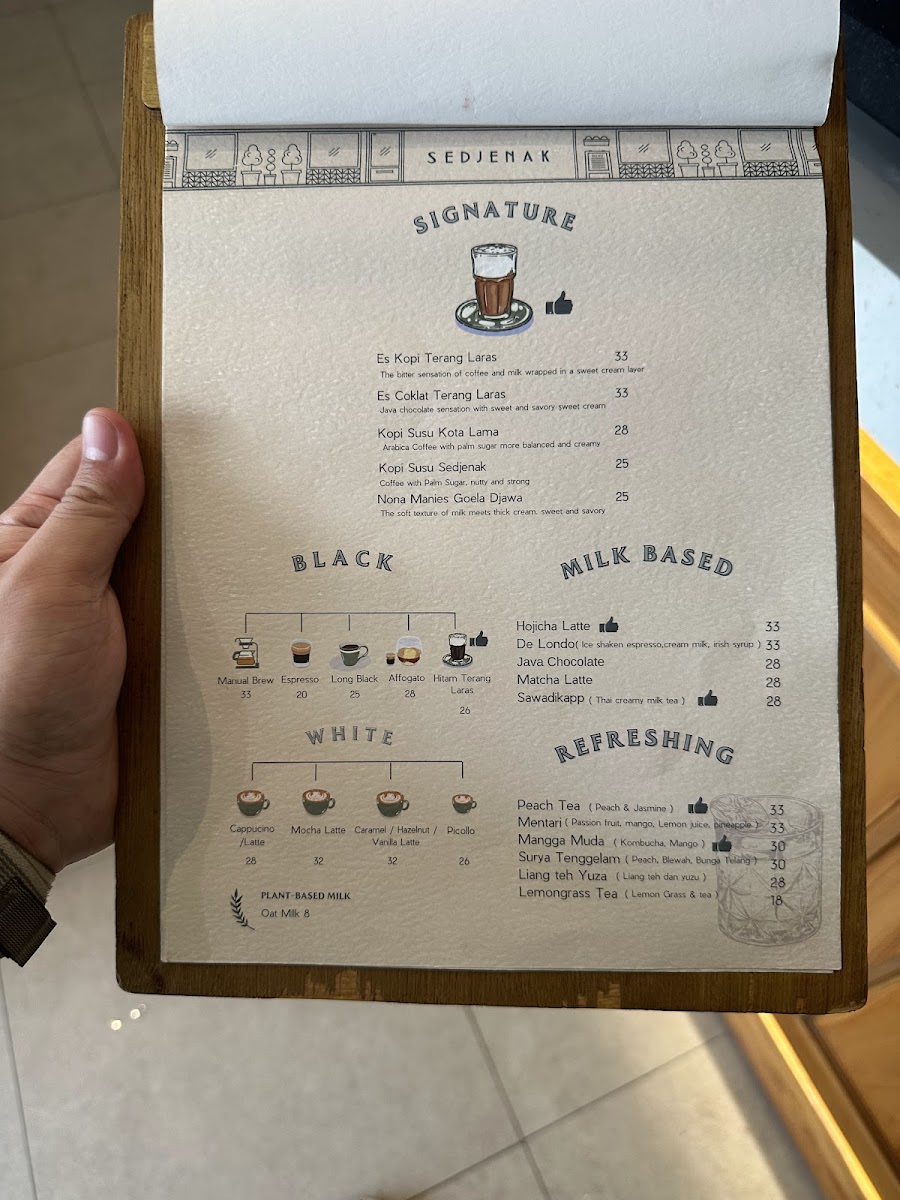 SEDJENAK
SIGNATURE
Es Kopi Terang Laras 33
The bitter sensation of coffee and milk wrapped in a sweet cream layer
Es Coklat Terang Laras 33
Java chocolate sensation with sweet and savory sweet cream
Kopi Susu Kota Lama 28
Arabica Coffee with palm sugar more balanced and creamy
Kopi Susu Sedjenak 25
Coffee with Palm Sugar, nutty and strong
Nona Manies Goela Djawa 25
The soft texture of milk meets thick cream, sweet and savory
BLACK
Manual Brew
33
Espresso
20
Long Black
25
Affogato
28
Hitam Terang
Laras
26
WHITE
Cappucino
/Latte
28
Mocha Latte
32
Caramel / Hazelnut /
Vanilla Latte
32
Picollo
26
PLANT-BASED MILK
Oat Milk 8
MILK BASED
Hojicha Latte 33
De Londo( Ice shaken espresso,cream milk, irish syrup ) 33
Java Chocolate 28
Matcha Latte 28
Sawadikapp ( Thai creamy milk tea ) 28
REFRESHING
Peach Tea ( Peach & Jasmine ) 33
Mentari ( Passion fruit, mango, Lemon juice, pineapple ) 33
Mangga Muda ( Kombucha, Mango ) 30
Surya Tenggelam ( Peach, Blewah, Bunga Telang ) 30
Liang teh Yuza ( Liang teh dan yuzu ) 28
Lemongrass Tea ( Lemon Grass & tea ) 18